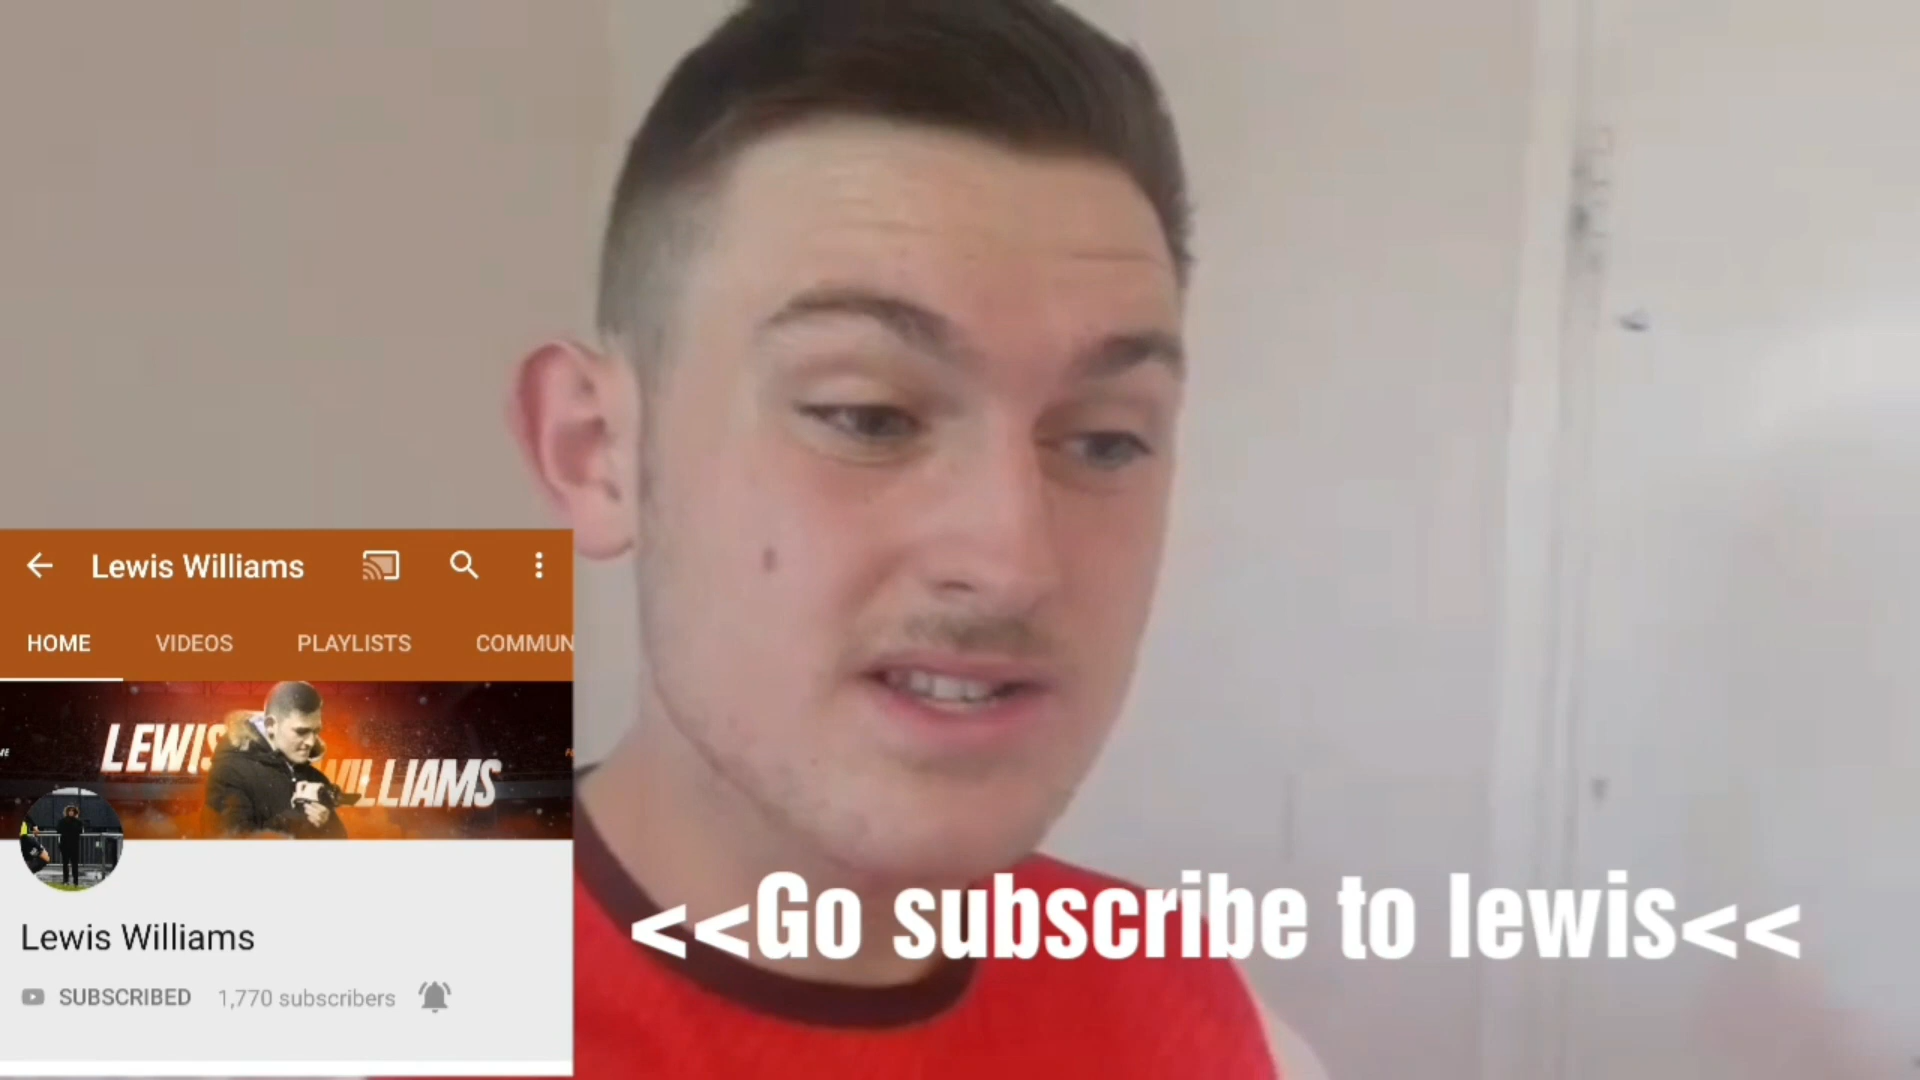 Lewis Williams
HOME VIDEOS PLAYLISTS COMMUN
LEWIS
WILLIAMS
Lewis Williams
SUBSCRIBED 1,770 subscribers
<<Go subscribe to lewis<<